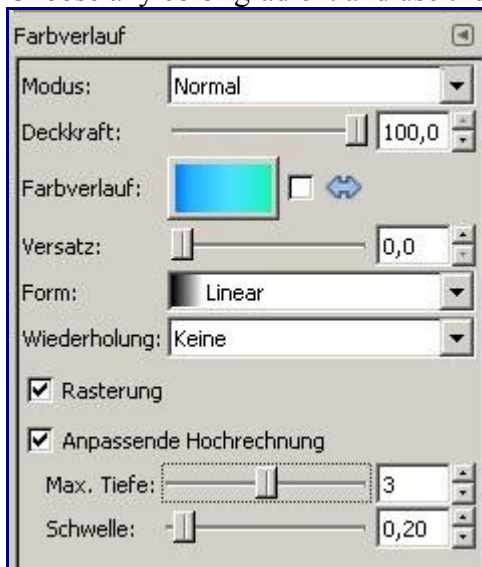 Farbverlauf
Modus: Normal
Deckkraft: 100,0
Farbverlauf:
Versatz: 0,0
Form: Linear
Wiederholung: Keine
Rasterung
Anpassende Hochrechnung
Max. Tiefe: 3
Schwelle: 0,20